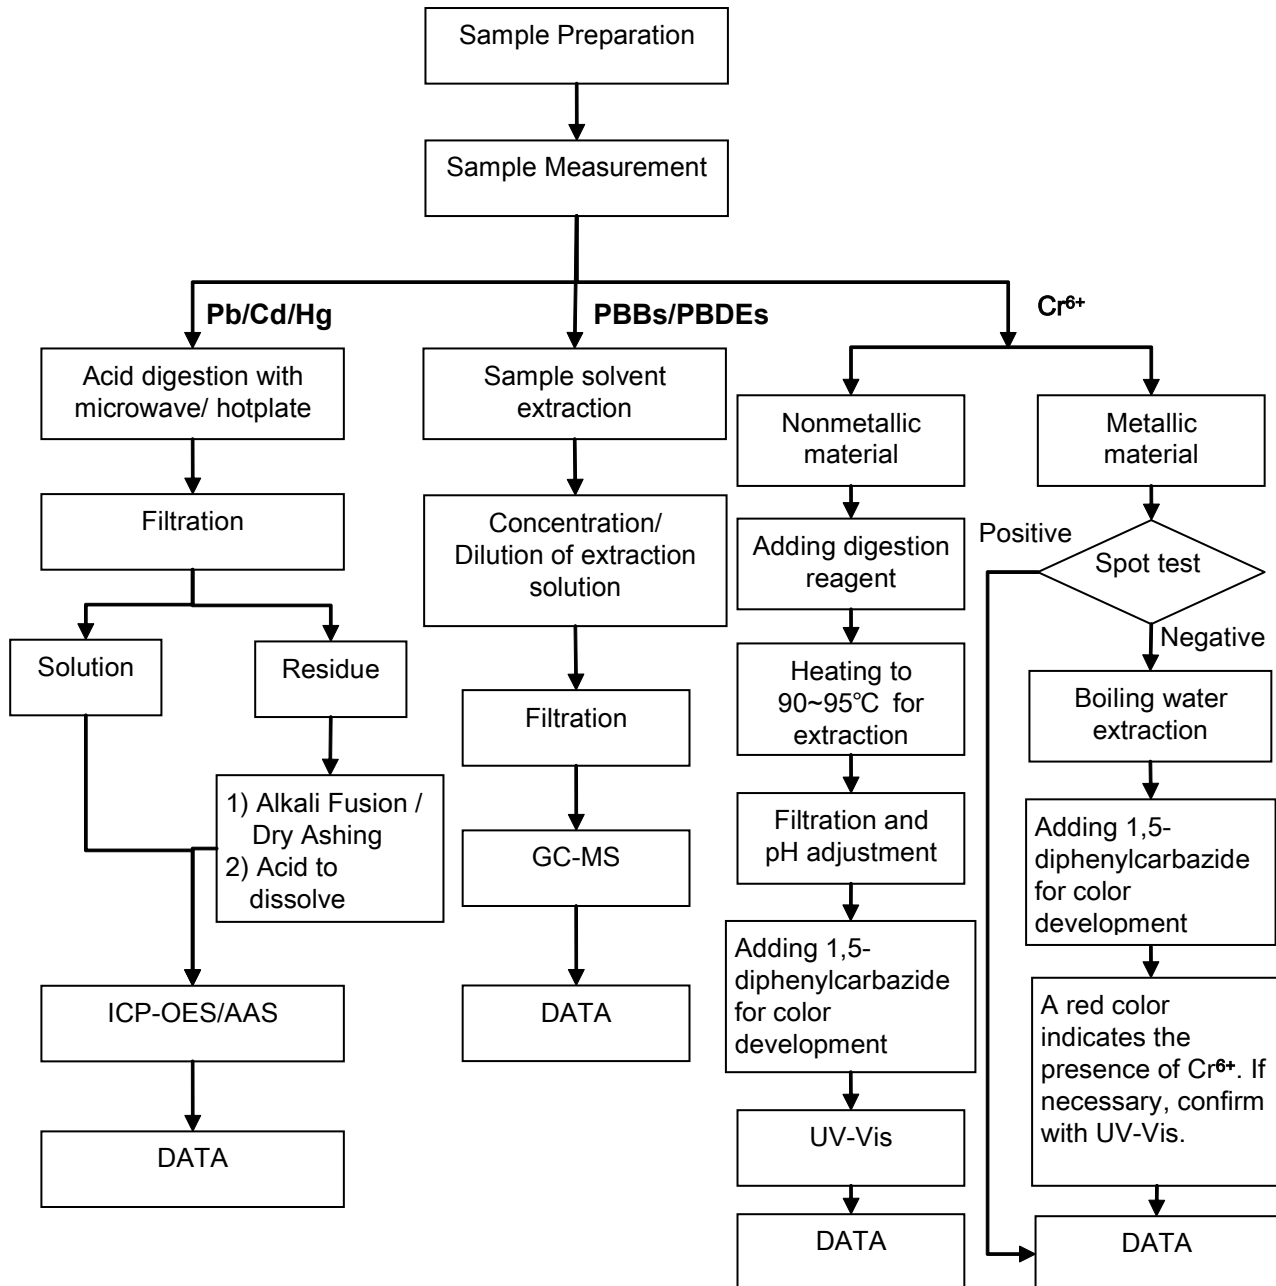 Sample Preparation
Sample Measurement
Pb/Cd/Hg
Acid digestion with
microwave/ hotplate
Filtration
Solution
Residue
1) Alkali Fusion /
Dry Ashing
2) Acid to
dissolve
ICP-OES/AAS
DATA
PBBs/PBDEs
Sample solvent
extraction
Concentration/
Dilution of extraction
solution
Filtration
GC-MS
DATA
Cr⁶⁺
Nonmetallic
material
Adding digestion
reagent
Heating to
90~95℃ for
extraction
Filtration and
pH adjustment
Adding 1,5-
diphenylcarbazide
for color
development
UV-Vis
DATA
Metallic
material
Positive
Spot test
Negative
Boiling water
extraction
Adding 1,5-
diphenylcarbazide
for color
development
A red color
indicates the
presence of Cr⁶⁺. If
necessary, confirm
with UV-Vis.
DATA